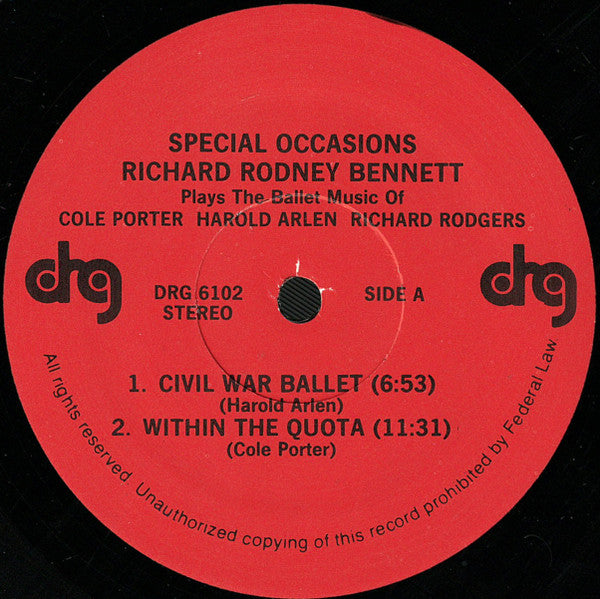 SPECIAL OCCASIONS
RICHARD RODNEY BENNETT
Plays The Ballet Music Of
COLE PORTER HAROLD ARLEN RICHARD RODGERS
drg
drg
DRG 6102
SIDE A
STEREO
1. CIVIL WAR BALLET (6:53)
(Harold Arlen)
2. WITHIN THE QUOTA (11:31)
(Cole Porter)
All rights reserved. Unauthorized copying of this record prohibited by Federal Law